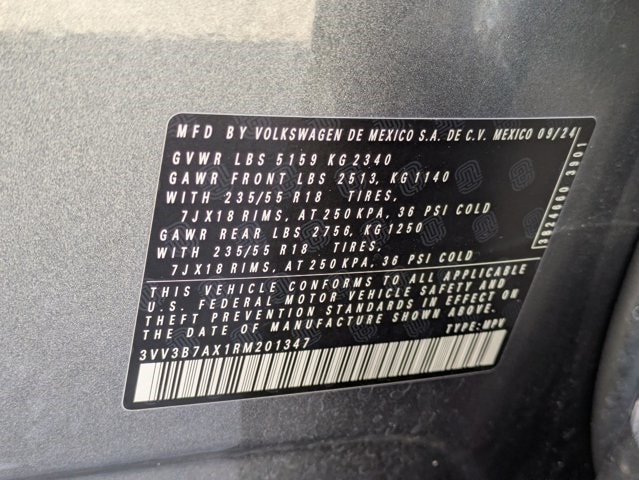 MFD BY VOLKSWAGEN DE MEXICO S.A. DE C.V. MEXICO 09/24
GVWR LBS 5159 KG 2340
GAWR FRONT LBS 2513, KG 1140
WITH 235/55 R18 TIRES,
7JX18 RIMS, AT 250 KPA, 36 PSI COLD
GAWR REAR LBS 2756, KG 1250
WITH 235/55 R18 TIRES,
7JX18 RIMS, AT 250 KPA, 36 PSI COLD
THIS VEHICLE CONFORMS TO ALL APPLICABLE
U.S. FEDERAL MOTOR VEHICLE SAFETY AND
THEFT PREVENTION STANDARDS IN EFFECT ON
THE DATE OF MANUFACTURE SHOWN ABOVE.
3VV3B7AX1RM201347 TYPE: MPV